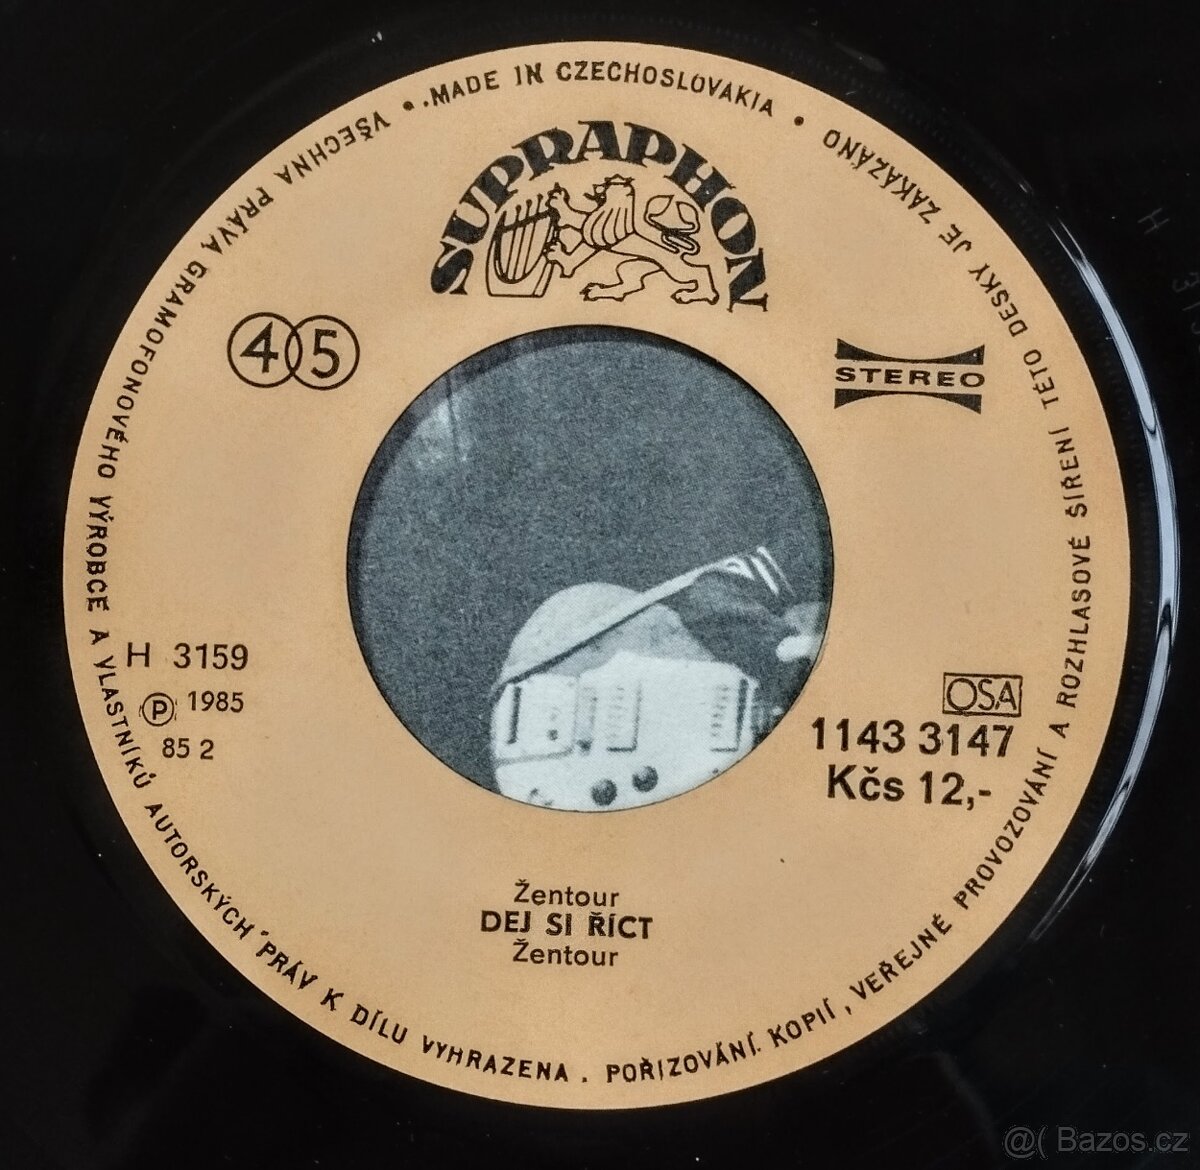 VŠECHNA PRÁVA GRAMOFONOVÉHO VÝROBCE A VLASTNÍKŮ AUTORSKÝCH PRÁV K DÍLU VYHRAZENA . POŘIZOVÁNÍ KOPIÍ, VEŘEJNÉ PROVOZOVÁNÍ A ROZHLASOVÉ ŠÍŘENÍ TÉTO DESKY JE ZAKÁZÁNO • MADE IN CZECHOSLOVAKIA •
SUPRAPHON
45
STEREO
H 3159
Ⓟ 1985
85 2
OSA
1143 3147
Kčs 12,-
Žentour
DEJ SI ŘÍCT
Žentour
@( Bazos.cz